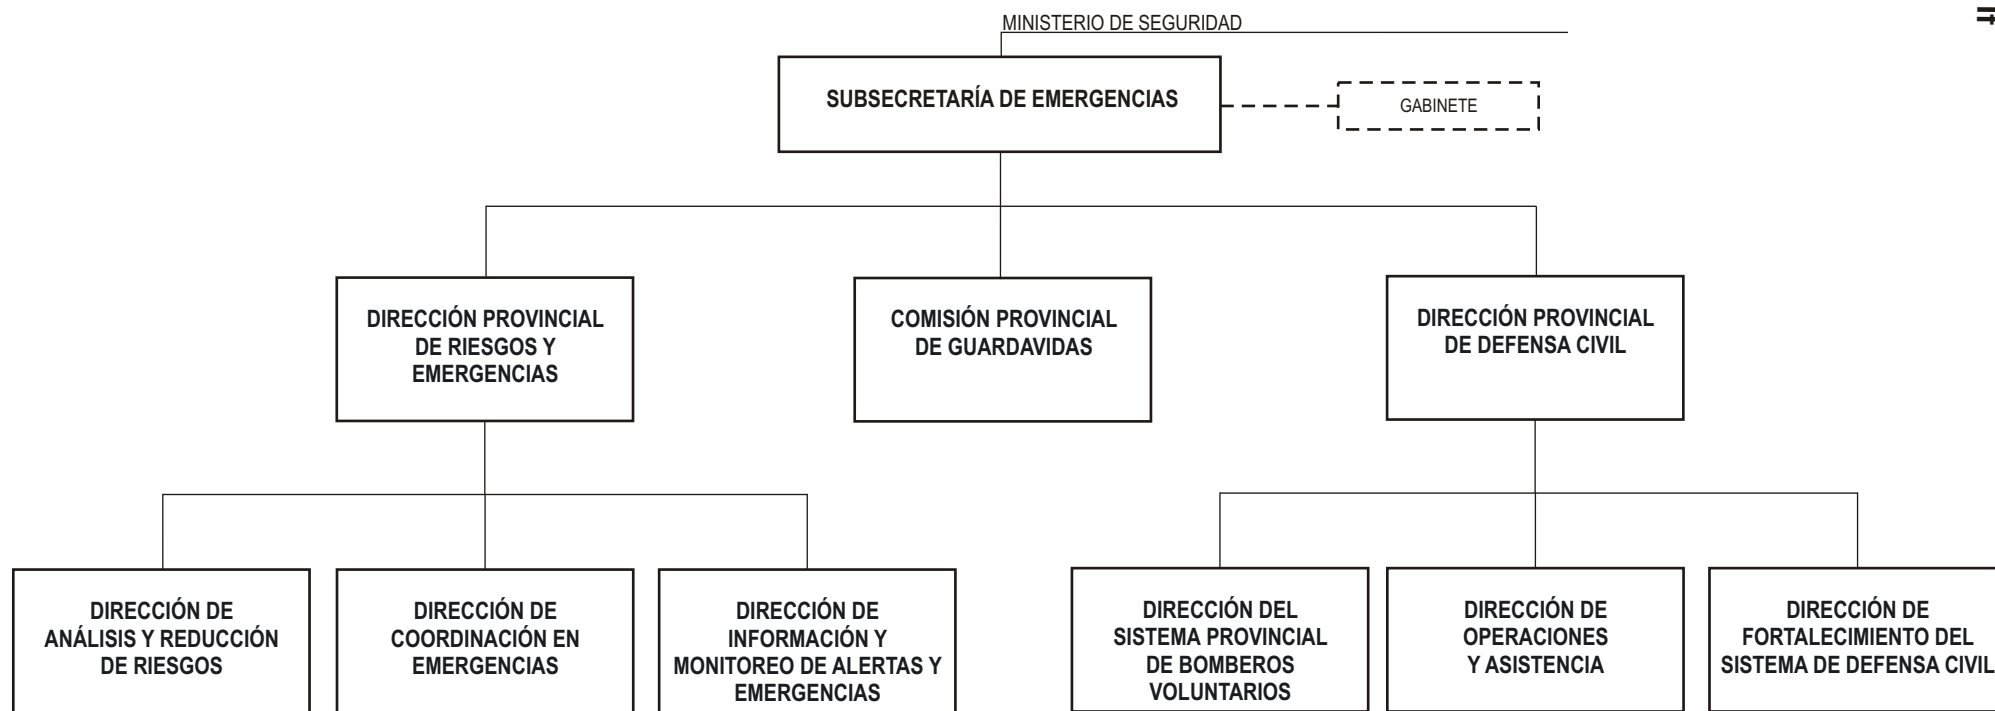 MINISTERIO DE SEGURIDAD
SUBSECRETARÍA DE EMERGENCIAS
GABINETE
DIRECCIÓN PROVINCIAL
DE RIESGOS Y
EMERGENCIAS
COMISIÓN PROVINCIAL
DE GUARDAVIDAS
DIRECCIÓN PROVINCIAL
DE DEFENSA CIVIL
DIRECCIÓN DE
ANÁLISIS Y REDUCCIÓN
DE RIESGOS
DIRECCIÓN DE
COORDINACIÓN EN
EMERGENCIAS
DIRECCIÓN DE
INFORMACIÓN Y
MONITOREO DE ALERTAS Y
EMERGENCIAS
DIRECCIÓN DEL
SISTEMA PROVINCIAL
DE BOMBEROS
VOLUNTARIOS
DIRECCIÓN DE
OPERACIONES
Y ASISTENCIA
DIRECCIÓN DE
FORTALECIMIENTO DEL
SISTEMA DE DEFENSA CIVIL